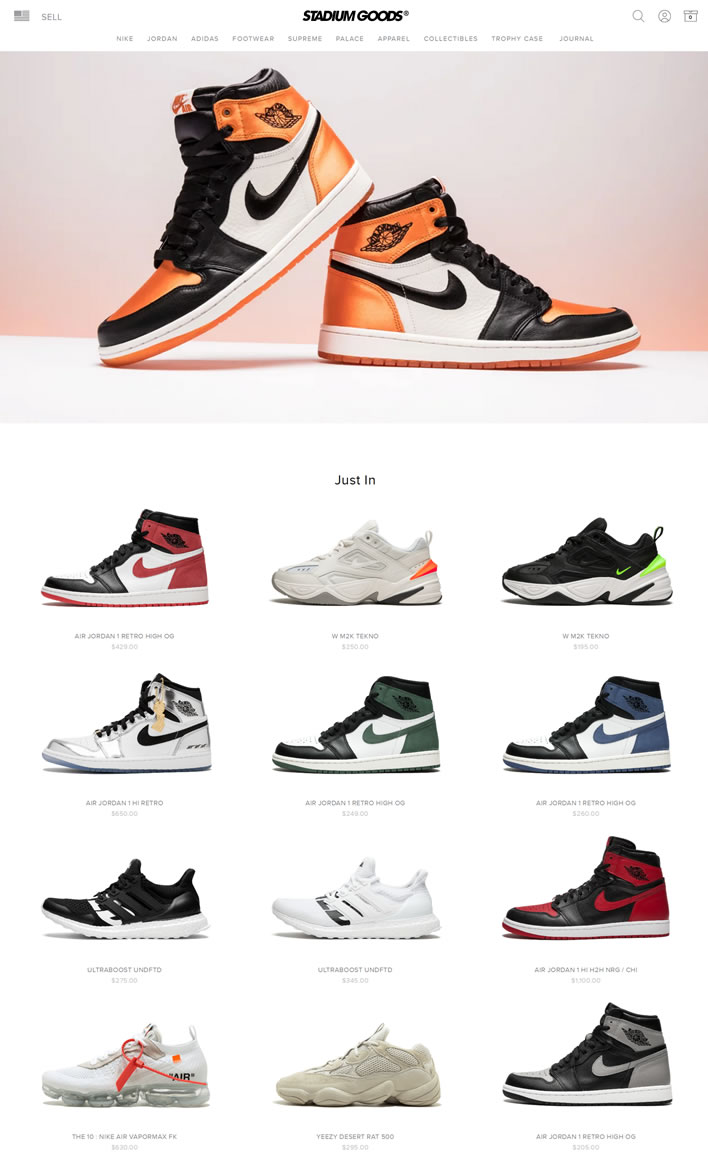 SELL
STADIUM GOODS®
0
NIKE JORDAN ADIDAS FOOTWEAR SUPREME PALACE APPAREL COLLECTIBLES TROPHY CASE JOURNAL
Just In
AIR JORDAN 1 RETRO HIGH OG
$429.00
W M2K TEKNO
$250.00
W M2K TEKNO
$195.00
AIR JORDAN 1 HI RETRO
$650.00
AIR JORDAN 1 RETRO HIGH OG
$249.00
AIR JORDAN 1 RETRO HIGH OG
$260.00
ULTRABOOST UNDFTD
$275.00
ULTRABOOST UNDFTD
$345.00
AIR JORDAN 1 HI H2H NRG / CHI
$1,100.00
"AIR"
THE 10 : NIKE AIR VAPORMAX FK
$630.00
YEEZY DESERT RAT 500
$295.00
AIR JORDAN 1 RETRO HIGH OG
$205.00